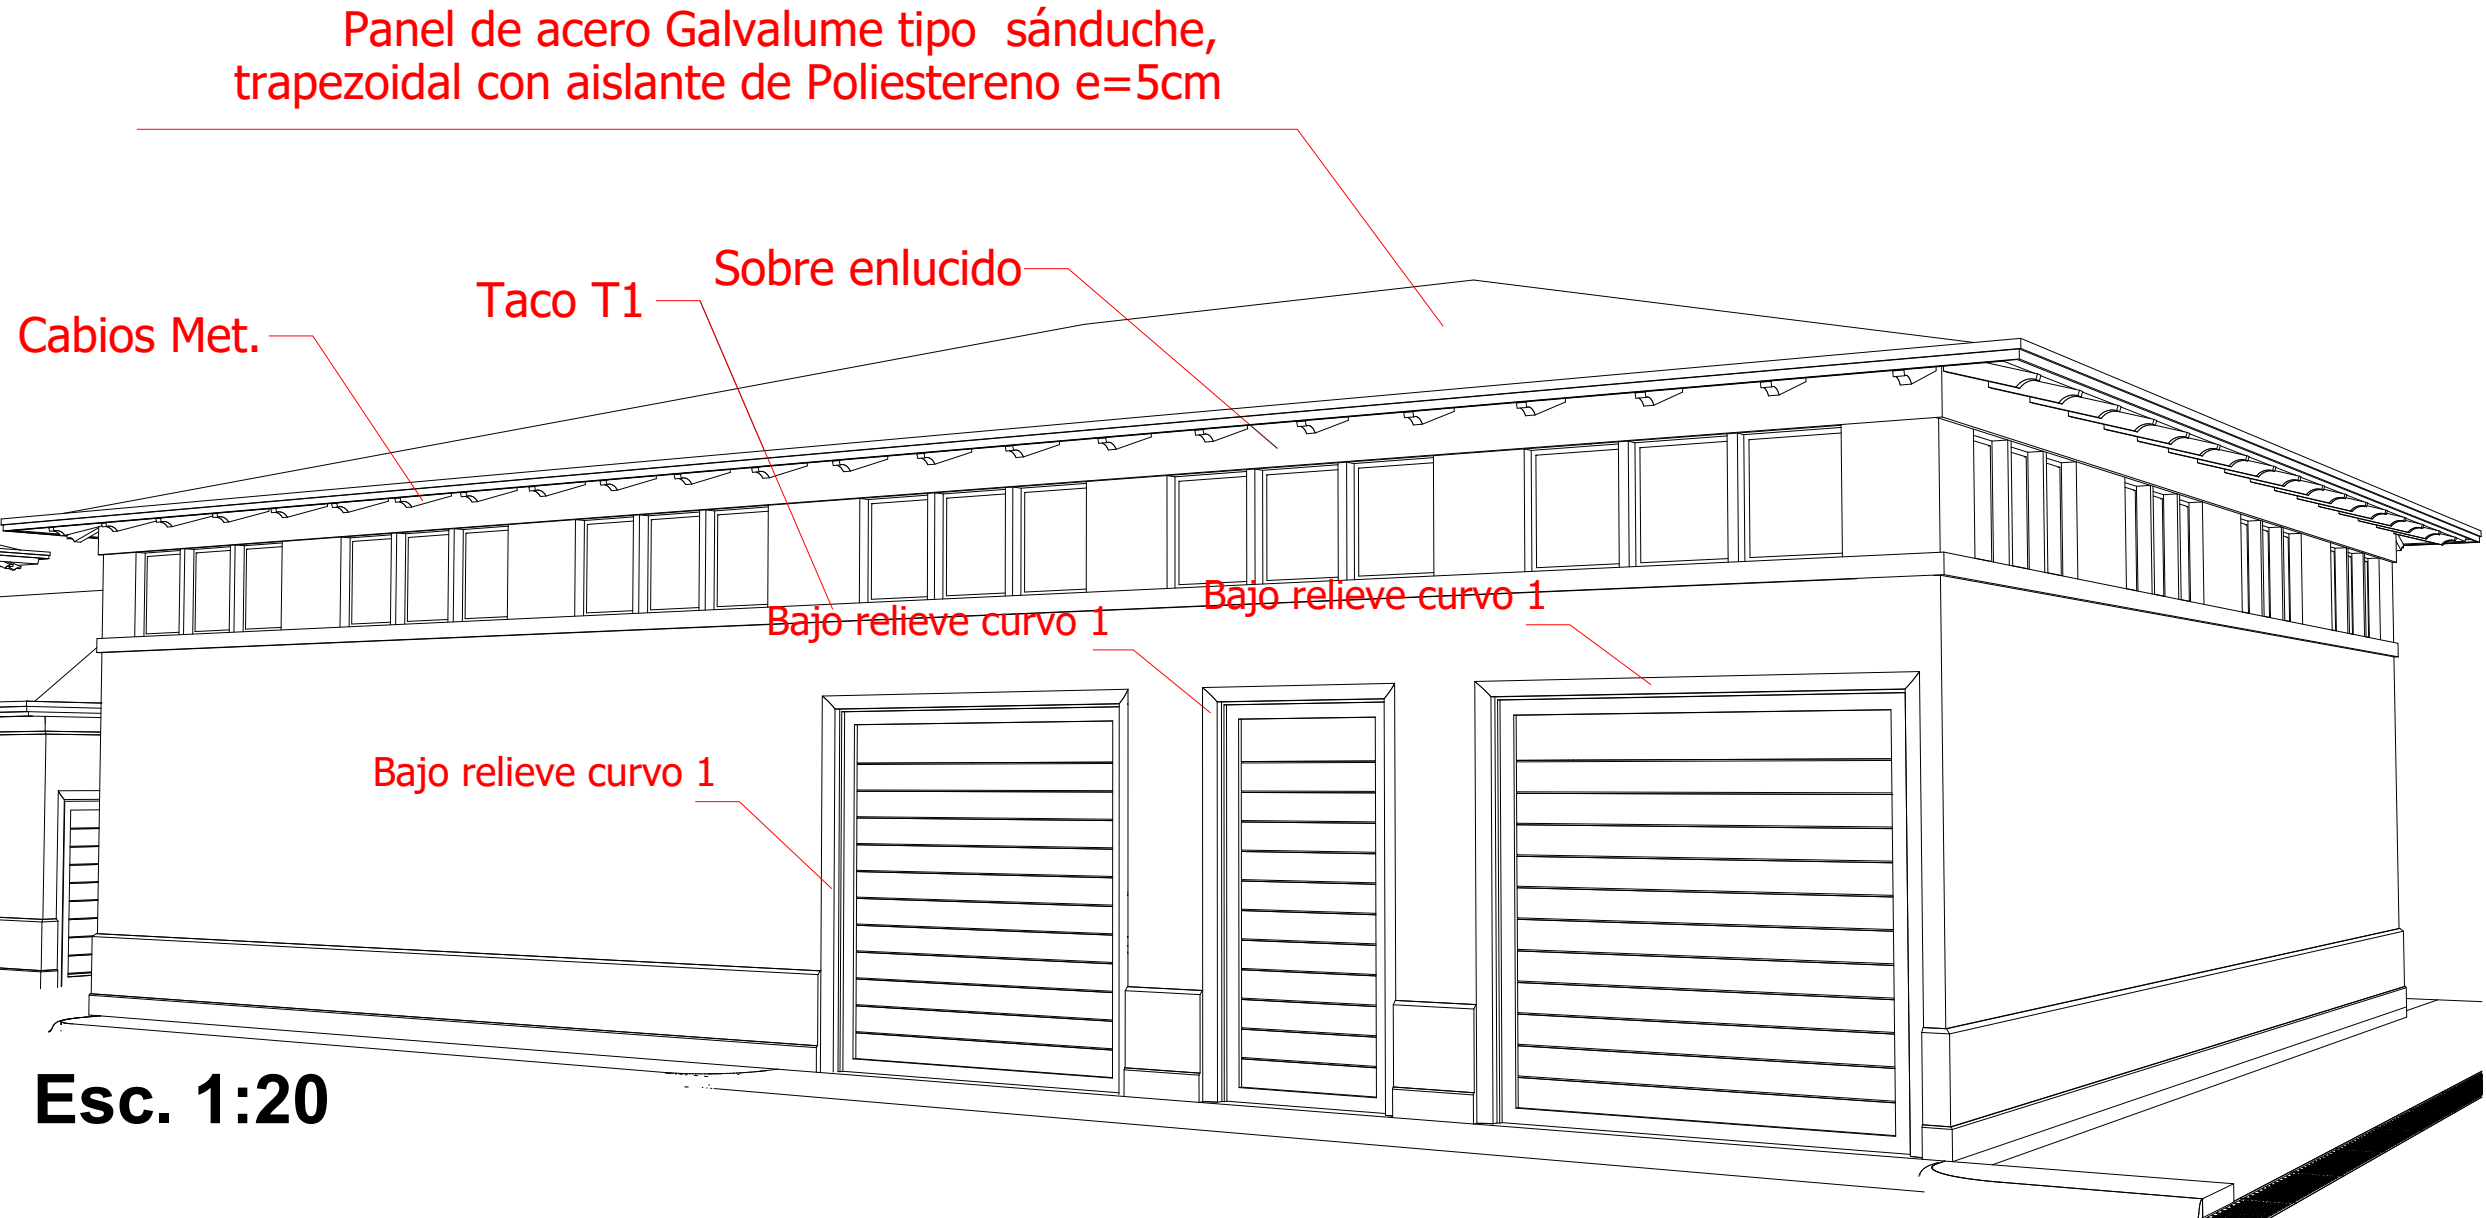 Panel de acero Galvalume tipo sánduche,
trapezoidal con aislante de Poliestereno e=5cm
Sobre enlucido
Taco T1
Cabios Met.
Bajo relieve curvo 1
Bajo relieve curvo 1
Bajo relieve curvo 1
Esc. 1:20